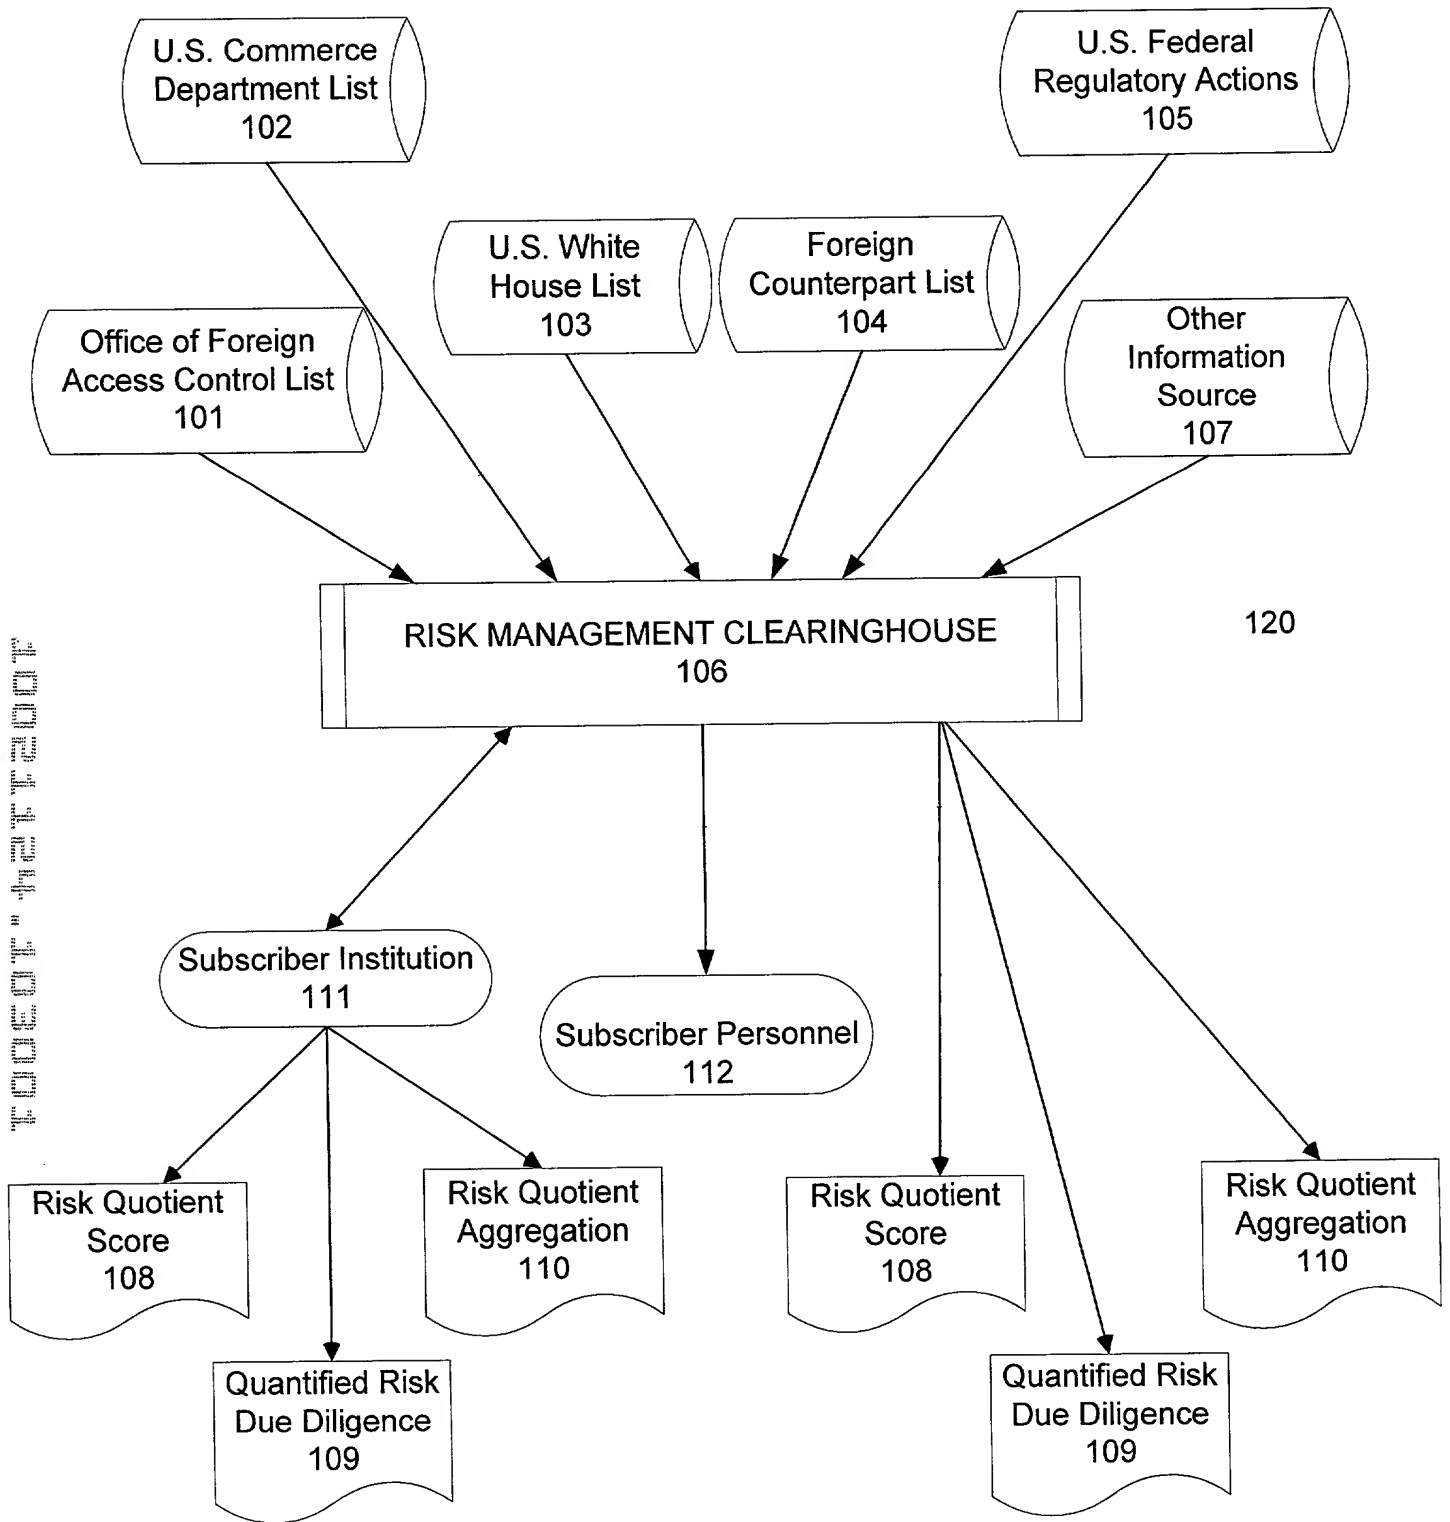 U.S. Commerce
Department List
102
U.S. Federal
Regulatory Actions
105
U.S. White
House List
103
Foreign
Counterpart List
104
Office of Foreign
Access Control List
101
Other
Information
Source
107
RISK MANAGEMENT CLEARINGHOUSE
106
120
Subscriber Institution
111
Subscriber Personnel
112
Risk Quotient
Score
108
Risk Quotient
Aggregation
110
Risk Quotient
Score
108
Risk Quotient
Aggregation
110
Quantified Risk
Due Diligence
109
Quantified Risk
Due Diligence
109
10021124.103001